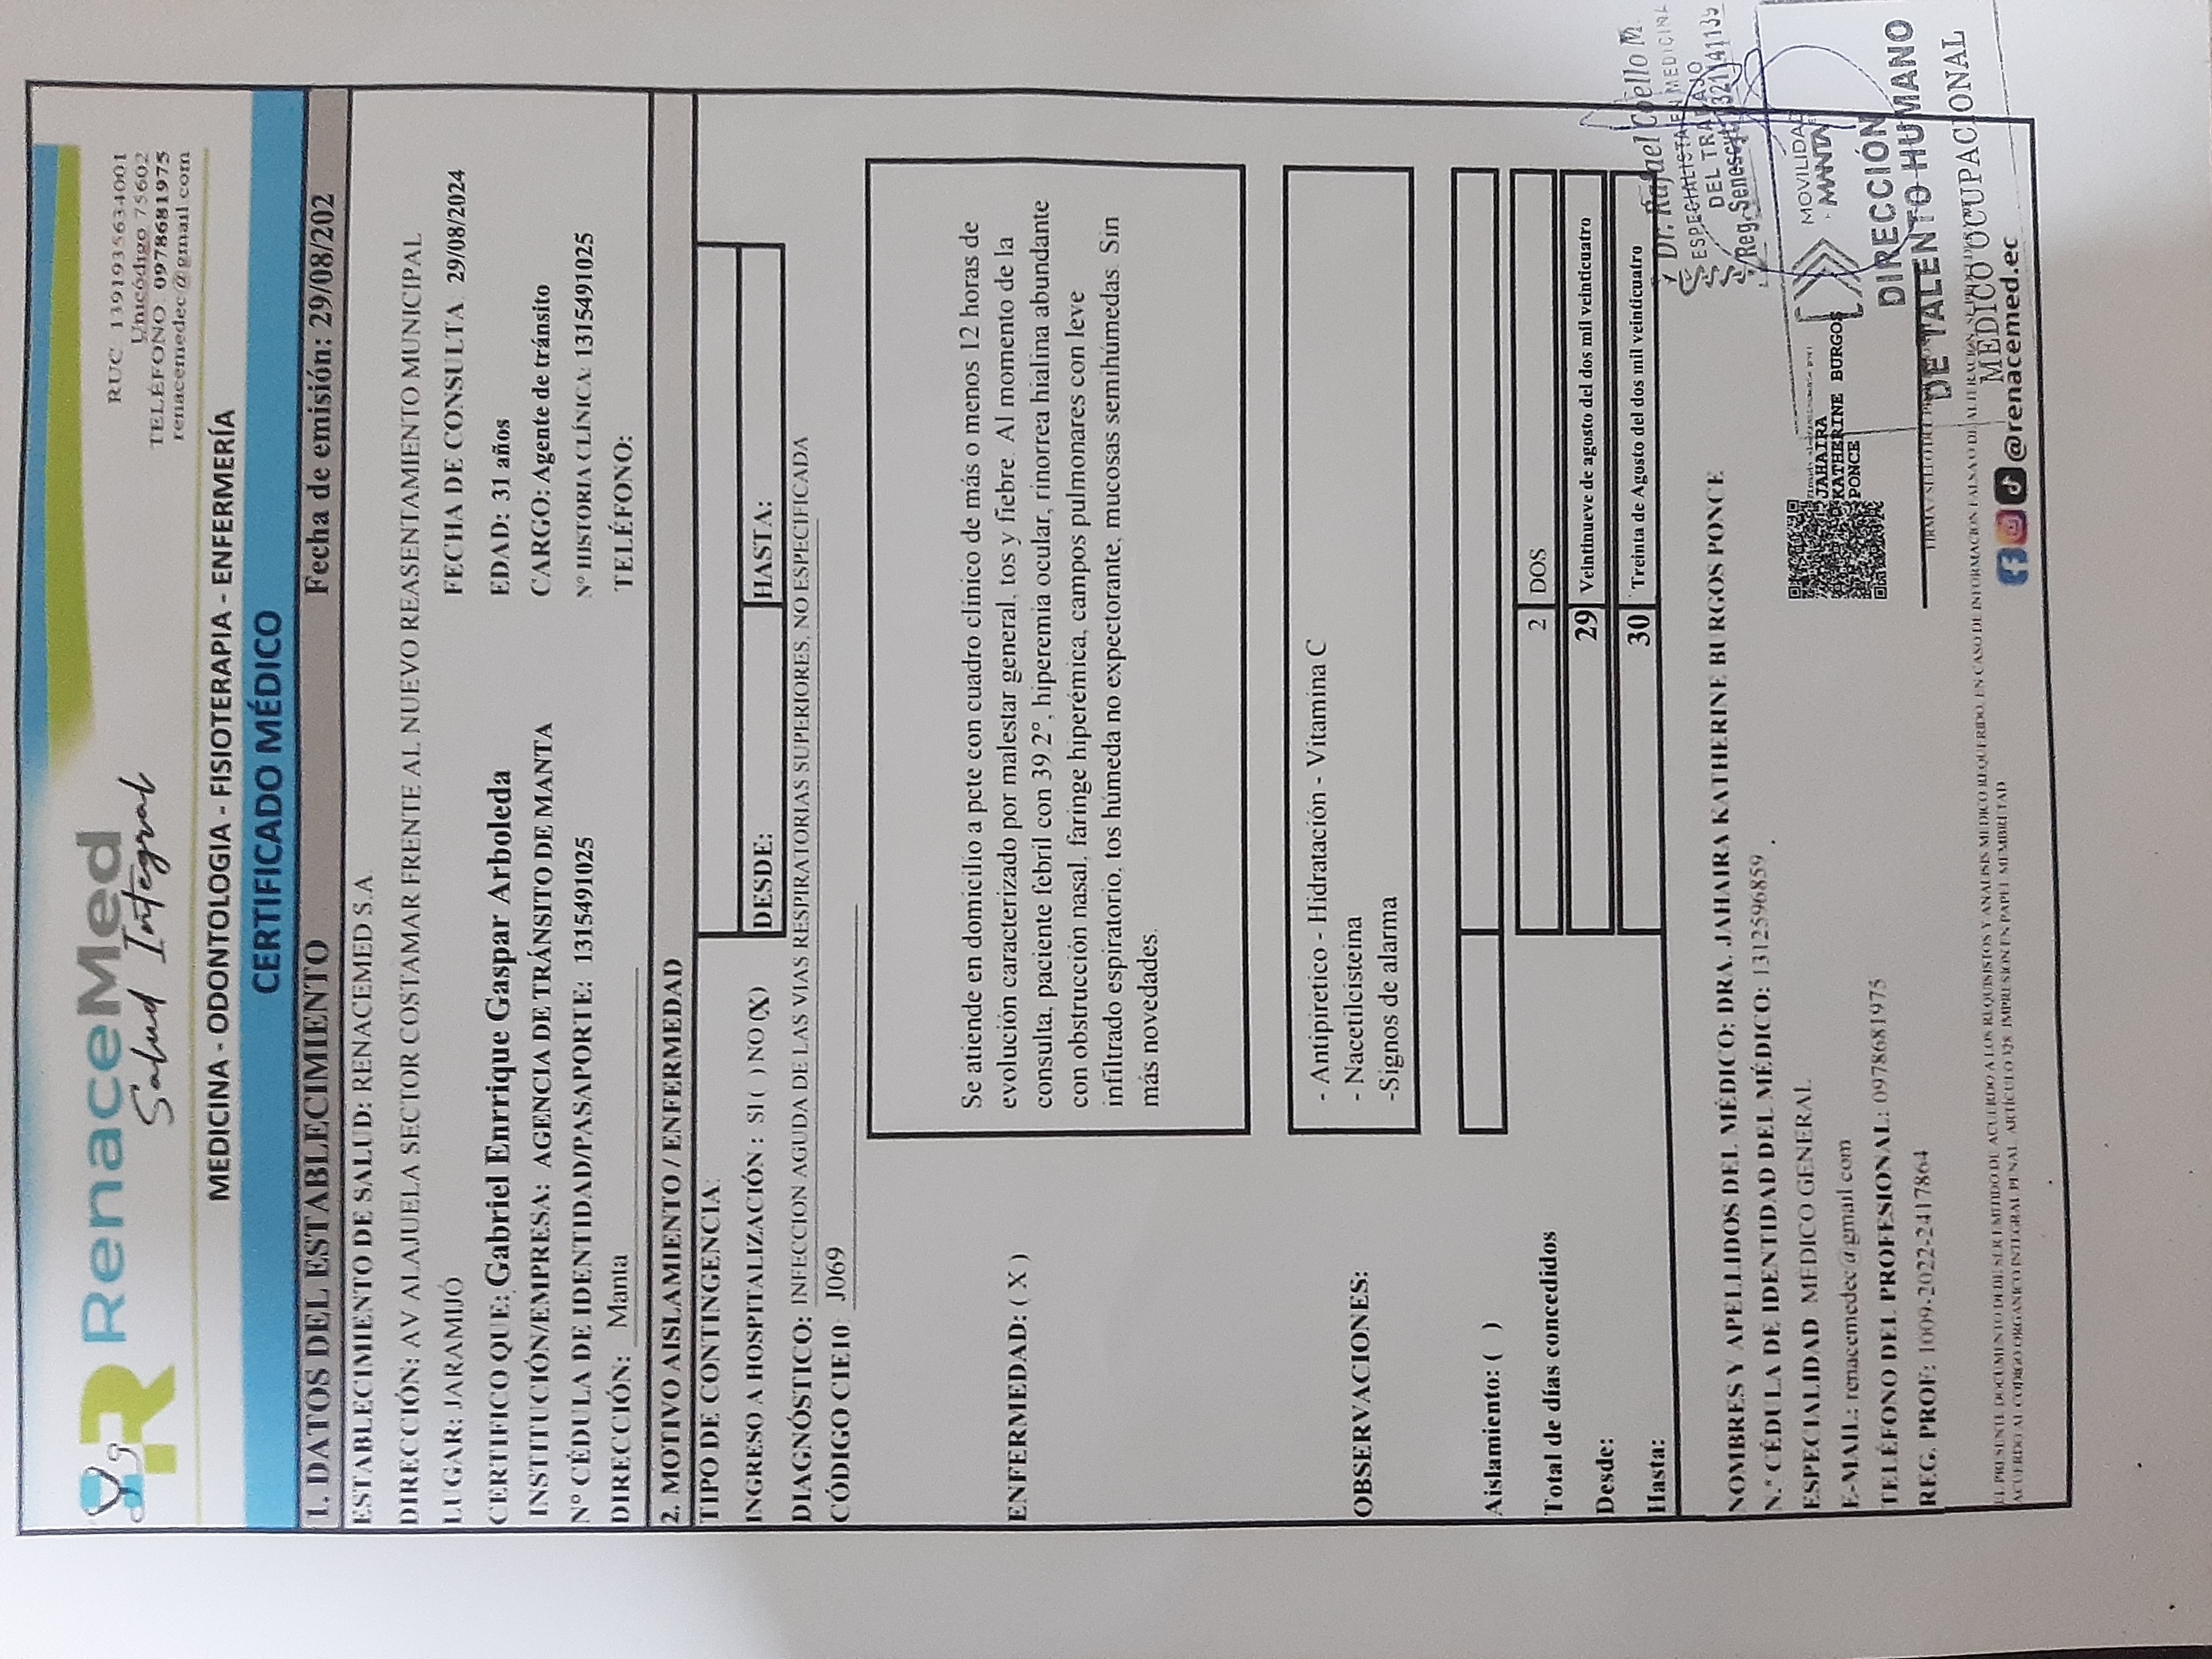 RenaceMed
Salud Integral
RUC: 1391935634001
Unicódigo 75602
TELÉFONO: 0978681975
renacemedec@gmail.com
MEDICINA - ODONTOLOGIA - FISIOTERAPIA - ENFERMERÍA
CERTIFICADO MÉDICO
1. DATOS DEL ESTABLECIMIENTO Fecha de emisión: 29/08/202
ESTABLECIMIENTO DE SALUD: RENACEMED S.A.
DIRECCIÓN: AV ALAJUELA SECTOR COSTAMAR FRENTE AL NUEVO REASENTAMIENTO MUNICIPAL
LUGAR: JARAMIJÓ FECHA DE CONSULTA 29/08/2024
CERTIFICO QUE: Gabriel Enrrique Gaspar Arboleda EDAD: 31 años
INSTITUCIÓN/EMPRESA: AGENCIA DE TRÁNSITO DE MANTA CARGO: Agente de tránsito
Nº CÉDULA DE IDENTIDAD/PASAPORTE: 1315491025 Nº HISTORIA CLÍNICA: 1315491025
DIRECCIÓN: Manta TELÉFONO:
2. MOTIVO AISLAMIENTO / ENFERMEDAD
TIPO DE CONTINGENCIA:
INGRESO A HOSPITALIZACIÓN : SI ( ) NO (X) DESDE: HASTA:
DIAGNÓSTICO: INFECCION AGUDA DE LAS VIAS RESPIRATORIAS SUPERIORES, NO ESPECIFICADA
CÓDIGO CIE10: J069
Se atiende en domicilio a pcte con cuadro clínico de más o menos 12 horas de
evolución caracterizado por malestar general, tos y fiebre. Al momento de la
ENFERMEDAD: ( X )
consulta, paciente febril con 39.2°, hiperemia ocular, rinorrea hialina abundante
con obstrucción nasal, faringe hiperémica, campos pulmonares con leve
infiltrado espiratorio, tos húmeda no expectorante, mucosas semihúmedas. Sin
más novedades.
- Antipiretico - Hidratación - Vitamina C
- Nacetilcisteina
OBSERVACIONES:
-Signos de alarma
Aislamiento: ( )
Total de días concedidos 2 DOS
Desde: 29 Veintinueve de agosto del dos mil veinticuatro
Hasta: 30 Treinta de Agosto del dos mil veinticuatro
Dr. Rafael Coello M.
ESPECIALISTA EN MEDICINA
DEL TRABAJO
Reg. Senescyt
NOMBRES Y APELLIDOS DEL MÉDICO: DRA. JAHAIRA KATHERINE BURGOS PONCE
N.º CÉDULA DE IDENTIDAD DEL MÉDICO: 1312596859
ESPECIALIDAD MEDICO GENERAL
E-MAIL: renacemedec@gmail.com
TELÉFONO DEL PROFESIONAL: 0978681975
REG. PROF: 1009-2022-2417864
Firmado electrónicamente por:
JAHAIRA
KATHERINE BURGOS
PONCE
MOVILIDAD
MANTA
DIRECCIÓN
DE TALENTO HUMANO
MÉDICO OCUPACIONAL
FIRMA / SELLO DEL
EL PRESENTE DOCUMENTO DEBE SER EMITIDO DE ACUERDO A LOS REQUISISTOS Y ANALISIS MEDICO REQUERIDO, EN CASO DE INFORMACION FALSA O DE ALTERACIÓN, SE
ACUERDO AL CODIGO ORGANICO INTEGRAL PENAL. ARTÍCULO 328. IMPRESION EN PAPEL MEMBRETAD
@renacemed.ec